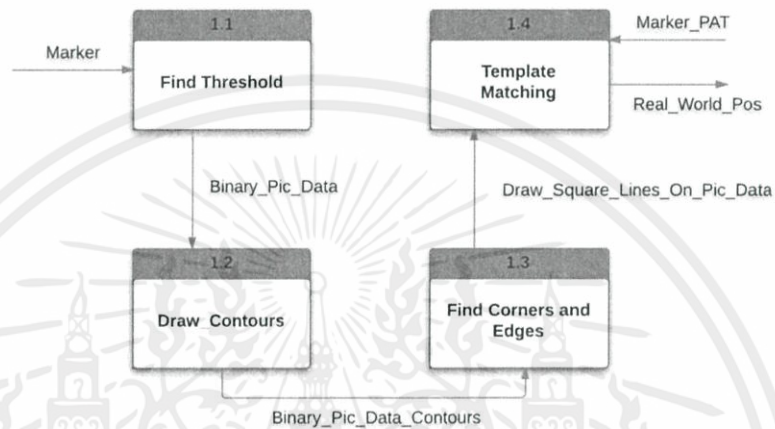 1.1
1.4
Marker_PAT
Marker
Find Threshold
Template
Matching
Real_World_Pos
Binary_Pic_Data
Draw_Square_Lines_On_Pic_Data
1.2
1.3
Draw_Contours
Find Corners and
Edges
Binary_Pic_Data_Contours